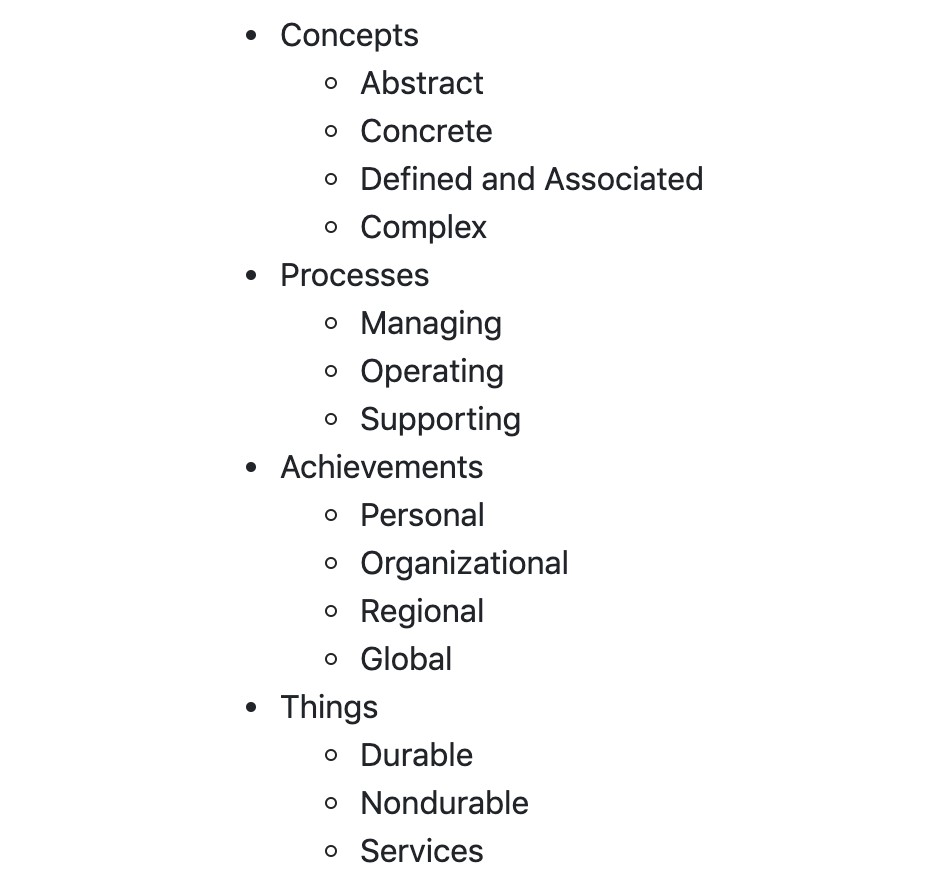 • Concepts
◦ Abstract
◦ Concrete
◦ Defined and Associated
◦ Complex
• Processes
◦ Managing
◦ Operating
◦ Supporting
• Achievements
◦ Personal
◦ Organizational
◦ Regional
◦ Global
• Things
◦ Durable
◦ Nondurable
◦ Services